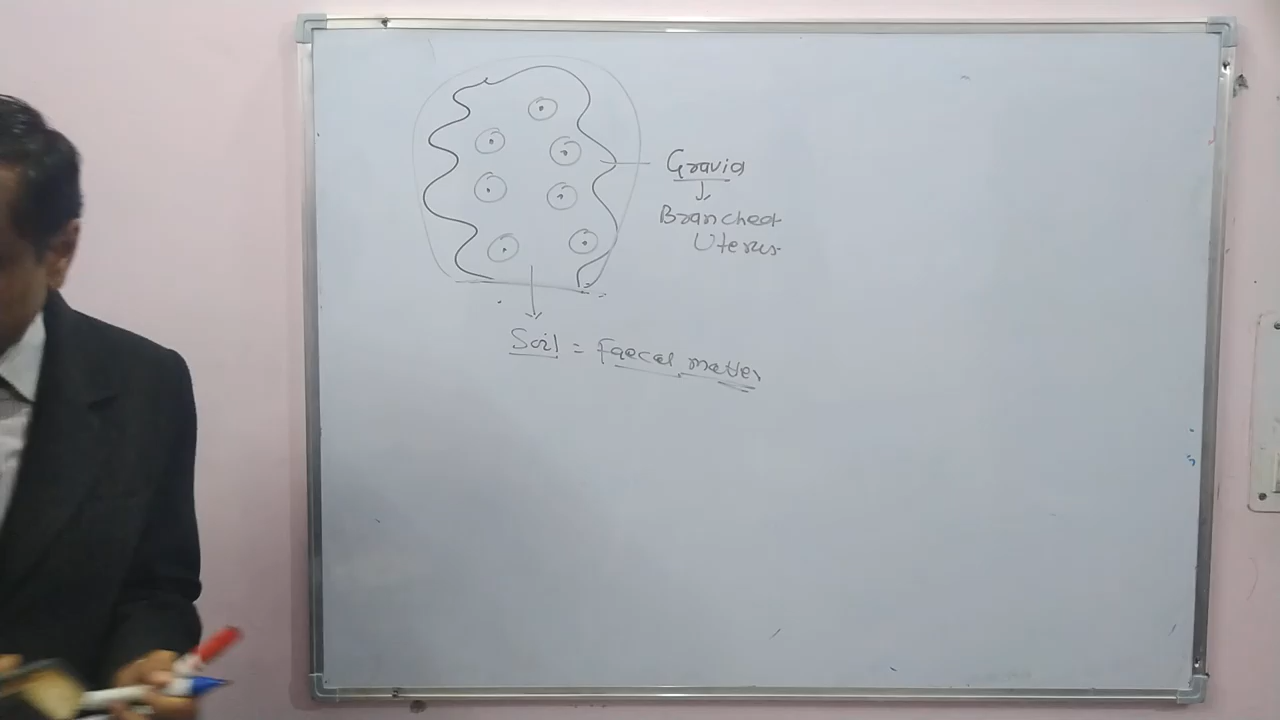 Gravid
Branched
Uterus
Soil = Faecal matter